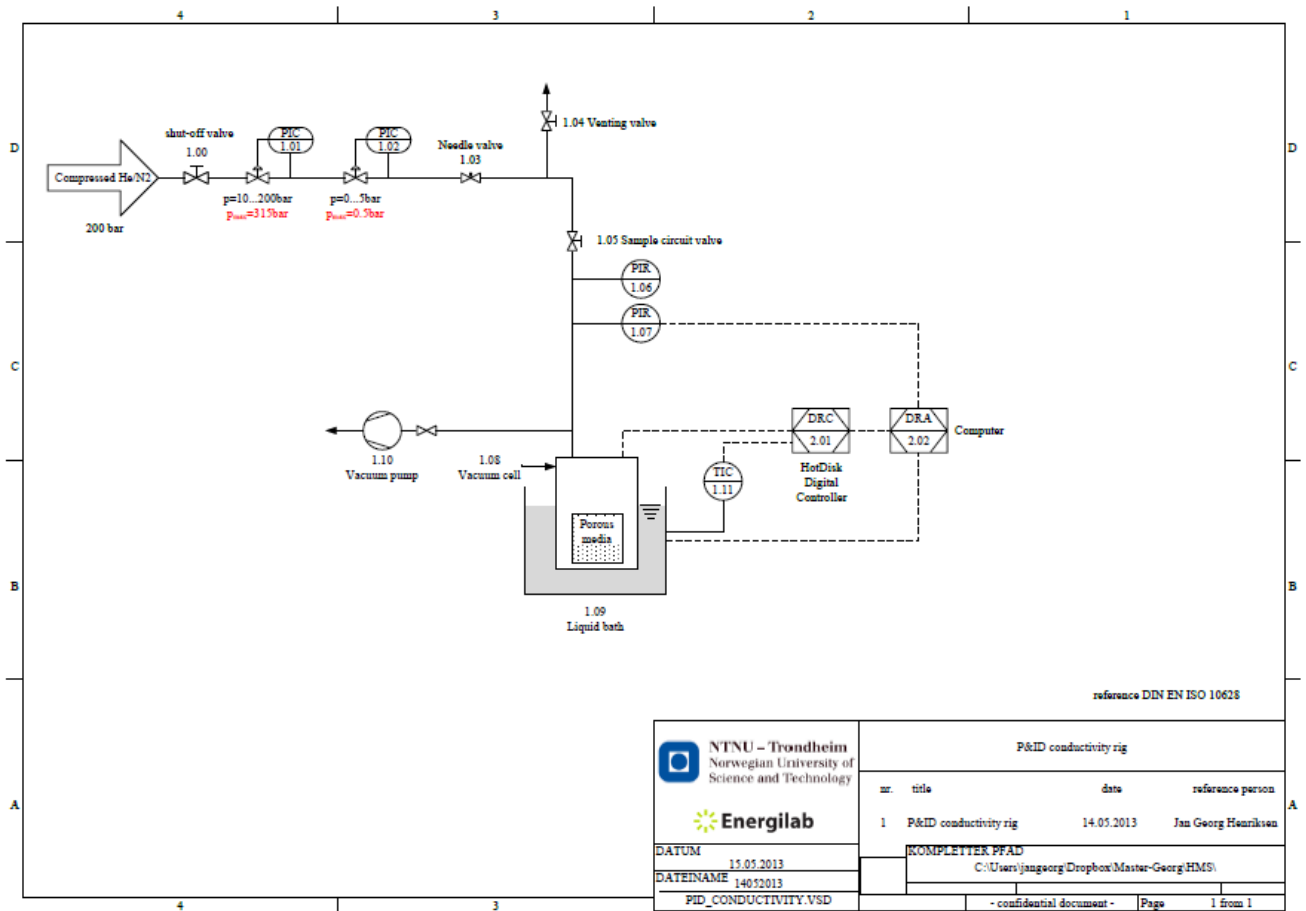 4 3 2 1
D
D
C
C
B
B
A
A
shut-off valve
1.00
PIC
1.01
PIC
1.02
Needle valve
1.03
1.04 Venting valve
Compressed He/N2
200 bar
p=10...200bar
pmax=315bar
p=0...5bar
pmax=0.5bar
1.05 Sample circuit valve
PIR
1.06
PIR
1.07
DRC
2.01
HotDisk
Digital
Controller
DRA
2.02
Computer
1.10
Vacuum pump
1.08
Vacuum cell
TIC
1.11
Porous
media
1.09
Liquid bath
reference DIN EN ISO 10628
NTNU – Trondheim
Norwegian University of
Science and Technology
Energilab
P&ID conductivity rig
nr. title date reference person
1 P&ID conductivity rig 14.05.2013 Jan Georg Henriksen
DATUM
15.05.2013
DATEINAME
14052013
PID_CONDUCTIVITY.VSD
KOMPLETTER PFAD
C:\Users\jangeorg\Dropbox\Master-Georg\HMS\
- confidential document - Page 1 from 1
4 3